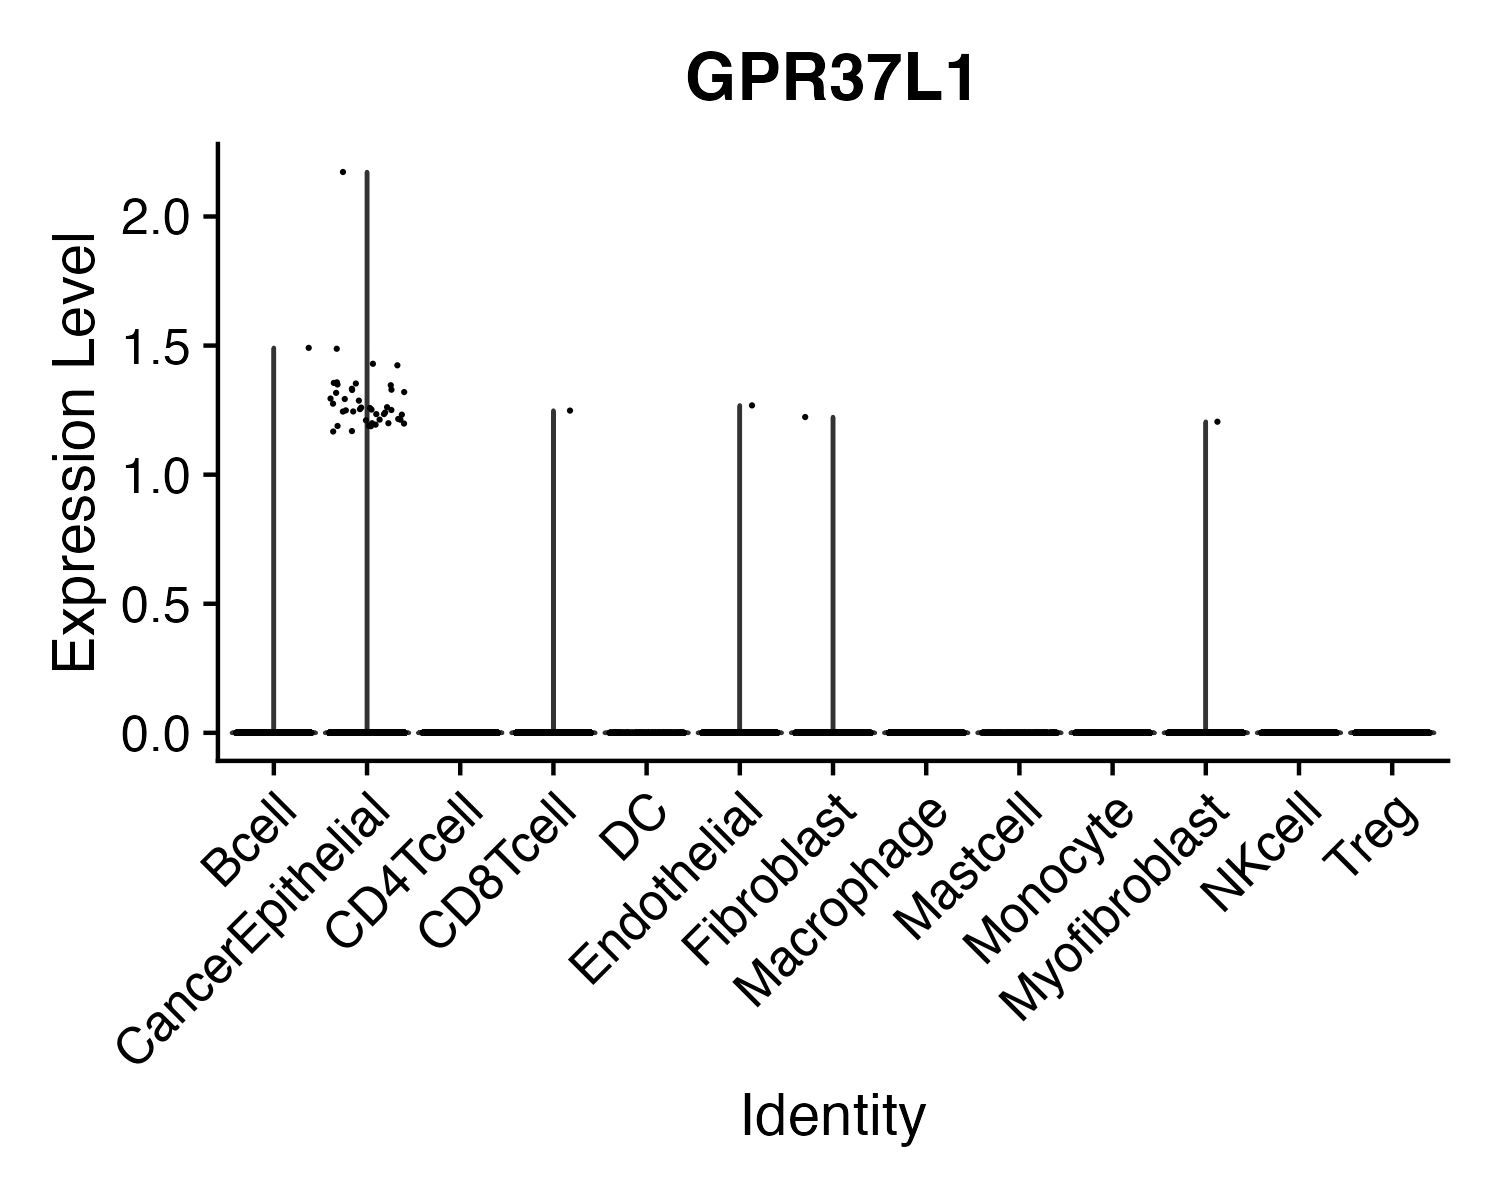 GPR37L1
Expression Level
2.0
1.5
1.0
0.5
0.0
Bcell
CancerEpithelial
CD4Tcell
CD8Tcell
DC
Endothelial
Fibroblast
Macrophage
Mastcell
Monocyte
Myofibroblast
NKcell
Treg
Identity